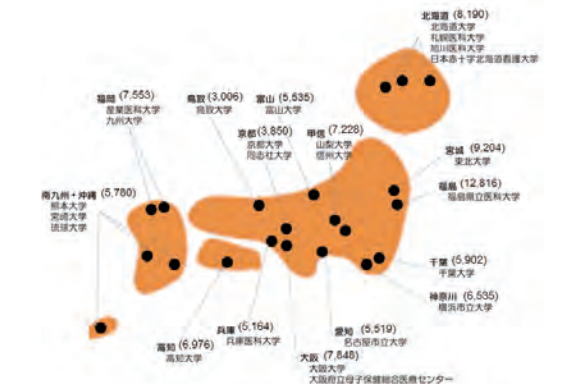 北海道 (8,190)
北海道大学
札幌医科大学
旭川医科大学
日本赤十字北海道看護大学
福岡 (7,553)
産業医科大学
九州大学
鳥取 (3,006)
鳥取大学
富山 (5,535)
富山大学
京都 (3,850)
京都大学
同志社大学
甲信 (7,228)
山梨大学
信州大学
宮城 (9,204)
東北大学
福島 (12,816)
福島県立医科大学
南九州・沖縄 (5,780)
熊本大学
宮崎大学
琉球大学
千葉 (5,902)
千葉大学
神奈川 (6,535)
横浜市立大学
愛知 (5,519)
名古屋市立大学
兵庫 (5,164)
兵庫医科大学
高知 (6,976)
高知大学
大阪 (7,848)
大阪大学
大阪府立母子保健総合医療センター